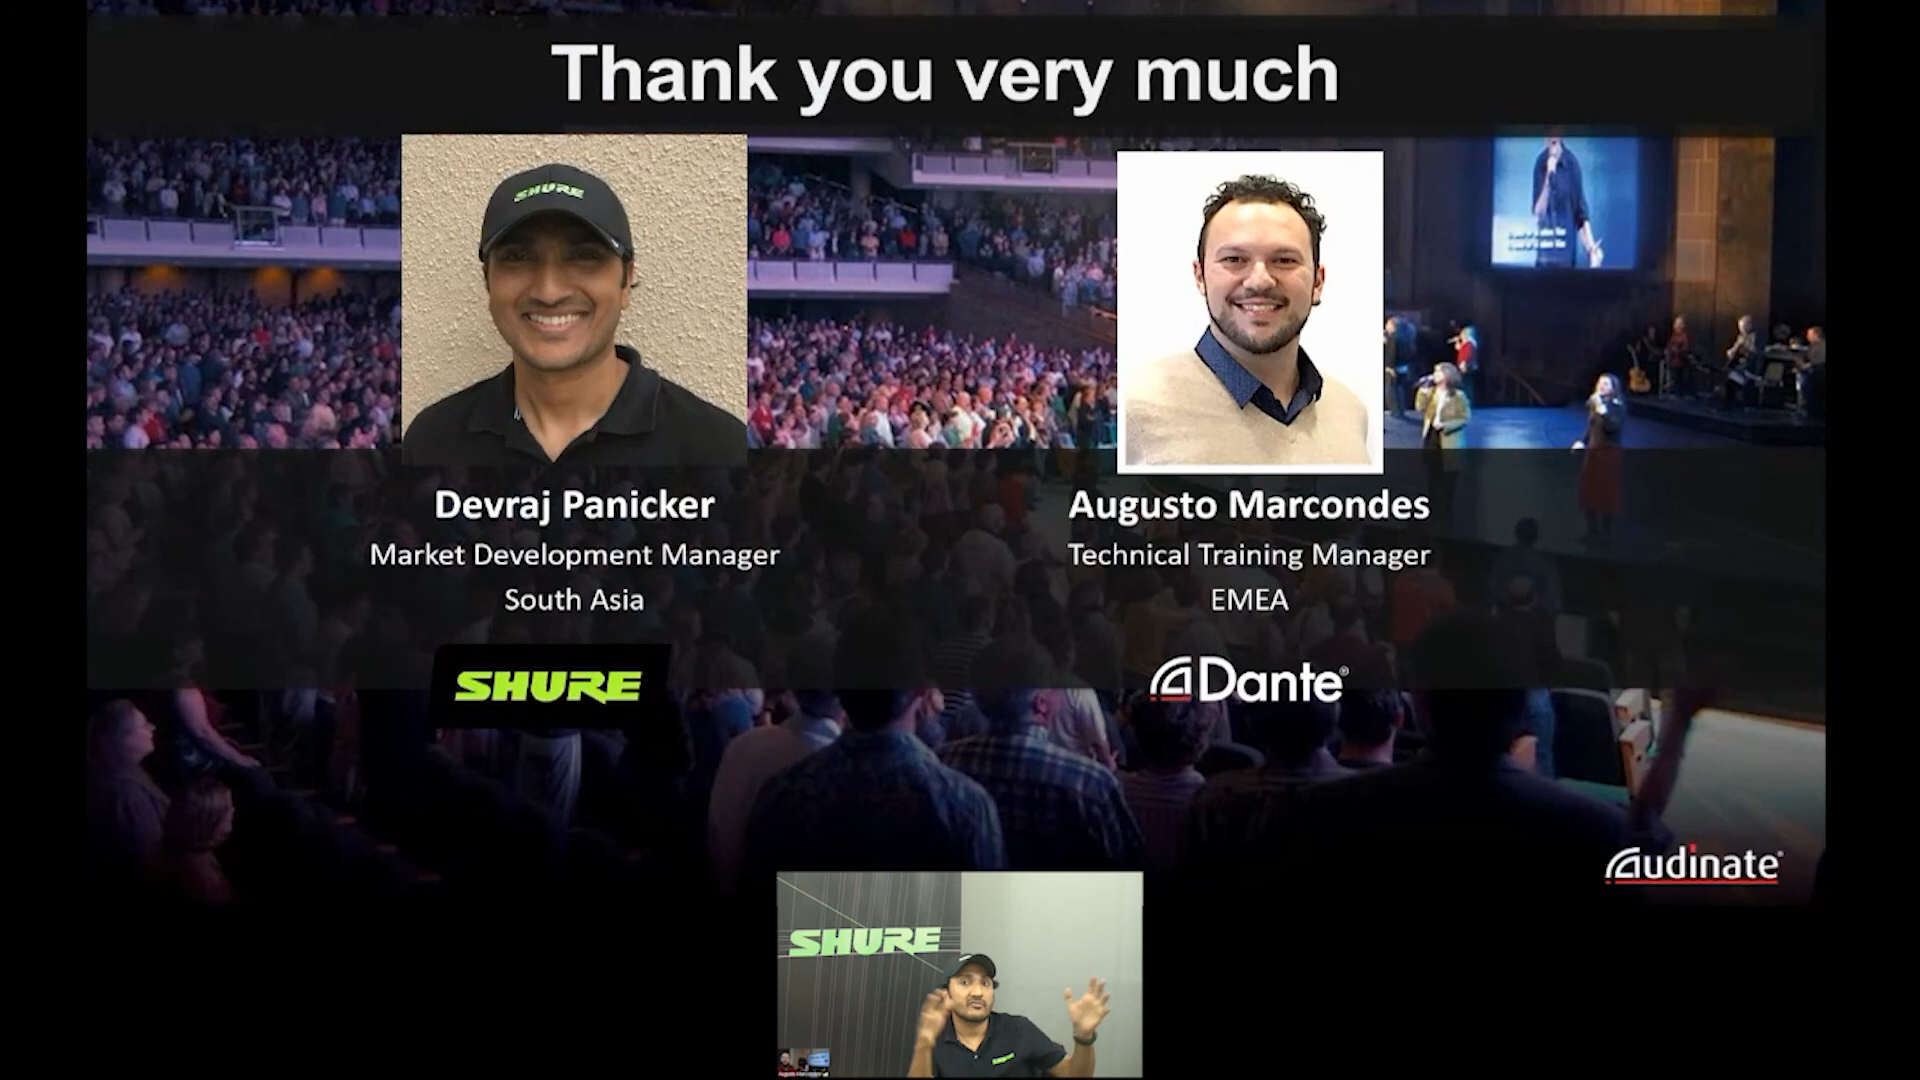 Thank you very much
SHURE
Devraj Panicker
Market Development Manager
South Asia
SHURE
Augusto Marcondes
Technical Training Manager
EMEA
Dante®
audinate®
SHURE